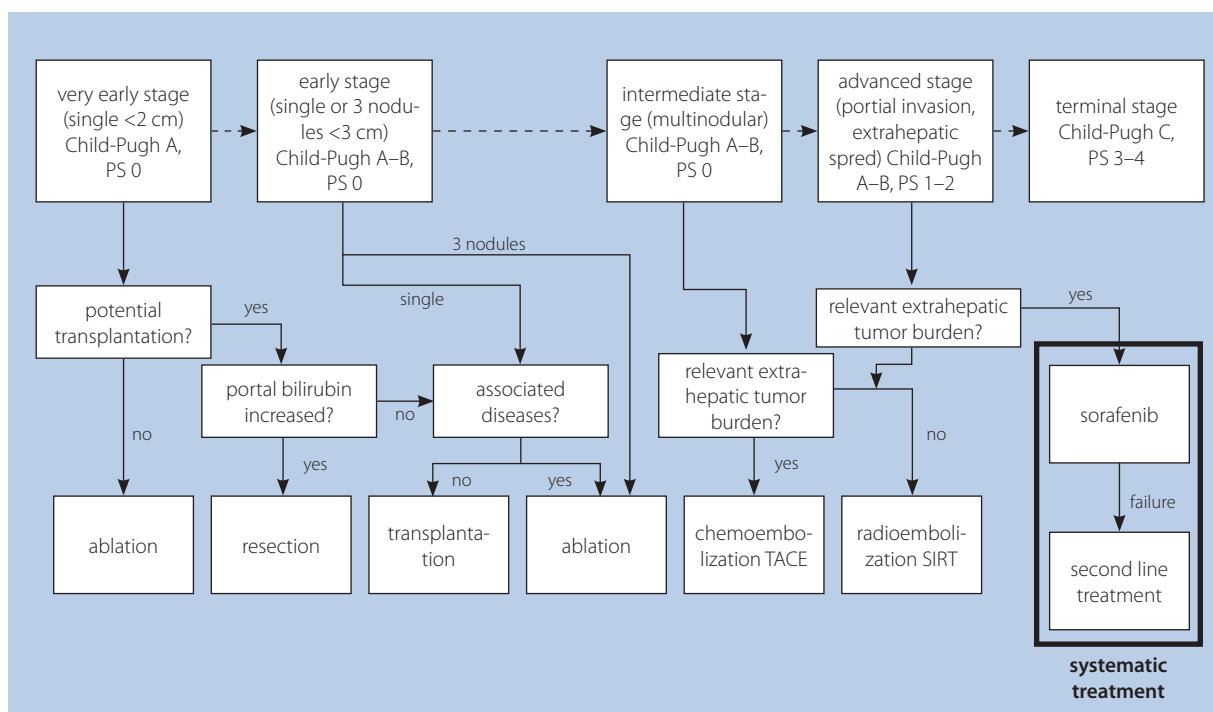 very early stage
(single <2 cm)
Child-Pugh A,
PS 0
early stage
(single or 3 nodu-
les <3 cm)
Child-Pugh A–B,
PS 0
intermediate sta-
ge (multinodular)
Child-Pugh A–B,
PS 0
advanced stage
(portial invasion,
extrahepatic
spred) Child-Pugh
A–B, PS 1–2
terminal stage
Child-Pugh C,
PS 3–4
3 nodules
single
potential
transplantation?
yes
relevant extrahepatic
tumor burden?
yes
portal bilirubin
increased?
no
associated
diseases?
relevant extra-
hepatic tumor
burden?
sorafenib
no
yes
no
yes
yes
no
failure
ablation
resection
transplanta-
tion
ablation
chemoembo-
lization TACE
radioemboli-
zation SIRT
second line
treatment
systematic
treatment